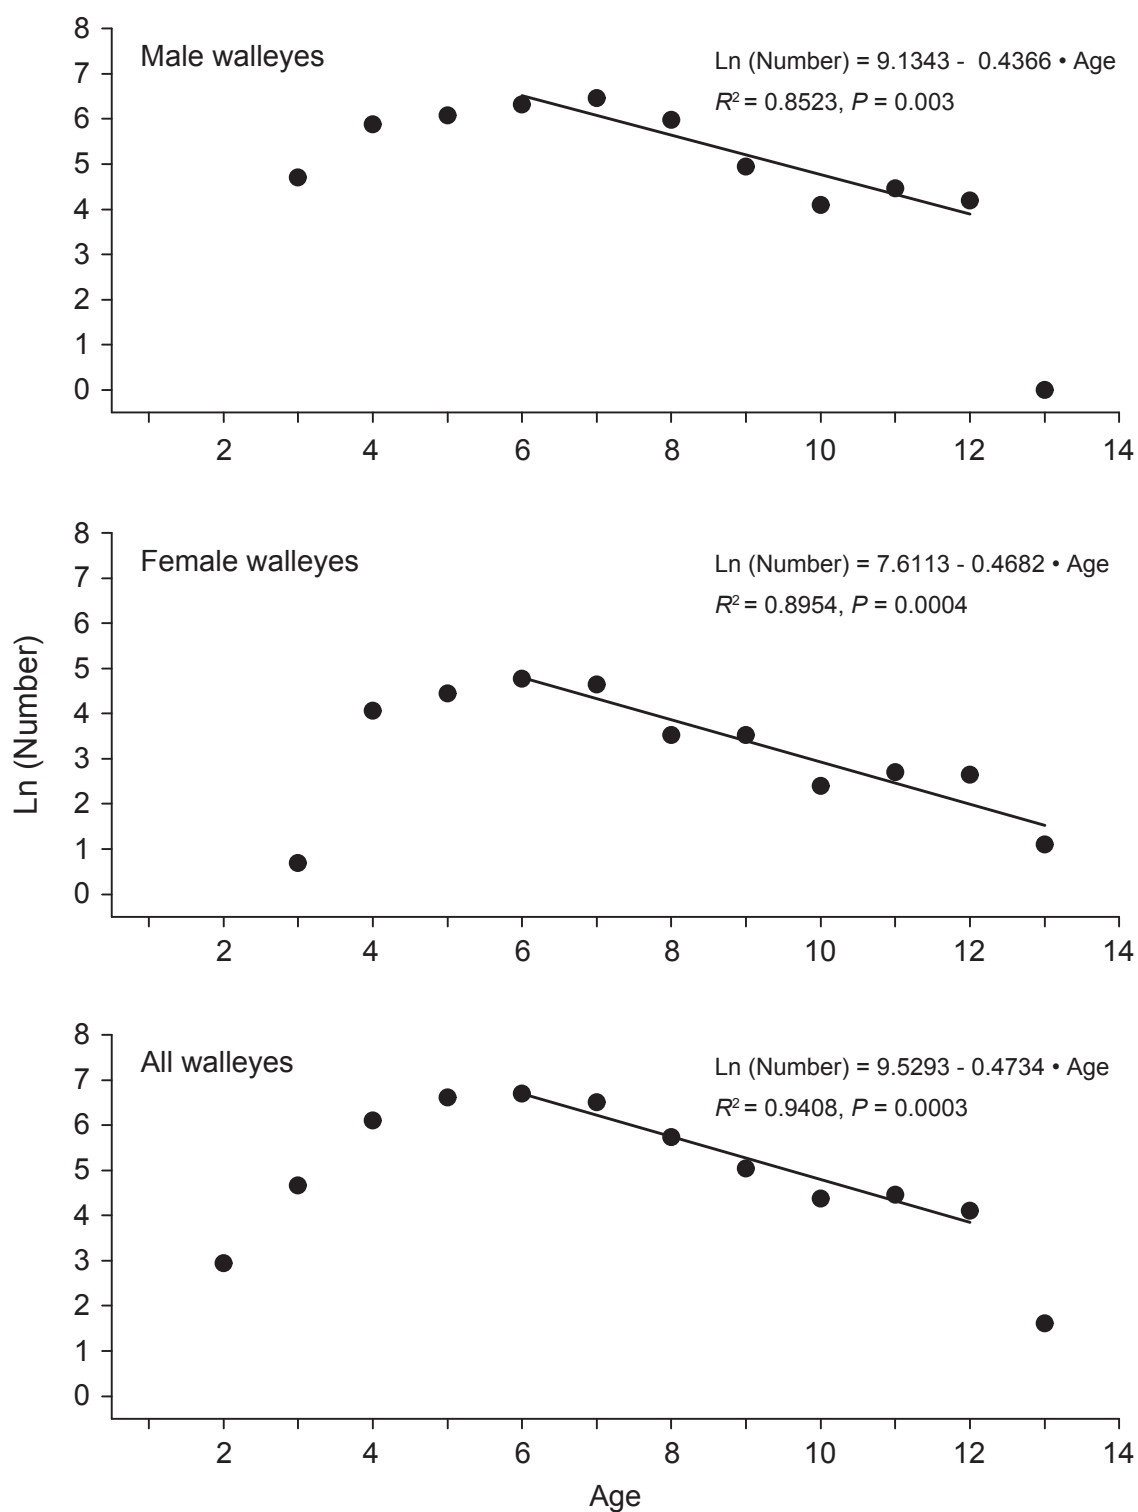 8
Male walleyes
Ln (Number) = 9.1343 -  0.4366 • Age
7
R² = 0.8523, P = 0.003
6
5
4
3
2
1
0
2 4 6 8 10 12 14
8
Female walleyes
Ln (Number) = 7.6113 - 0.4682 • Age
7
R² = 0.8954, P = 0.0004
6
5
4
3
2
1
0
Ln (Number)
2 4 6 8 10 12 14
8
All walleyes
Ln (Number) = 9.5293 - 0.4734 • Age
7
R² = 0.9408, P = 0.0003
6
5
4
3
2
1
0
2 4 6 8 10 12 14
Age